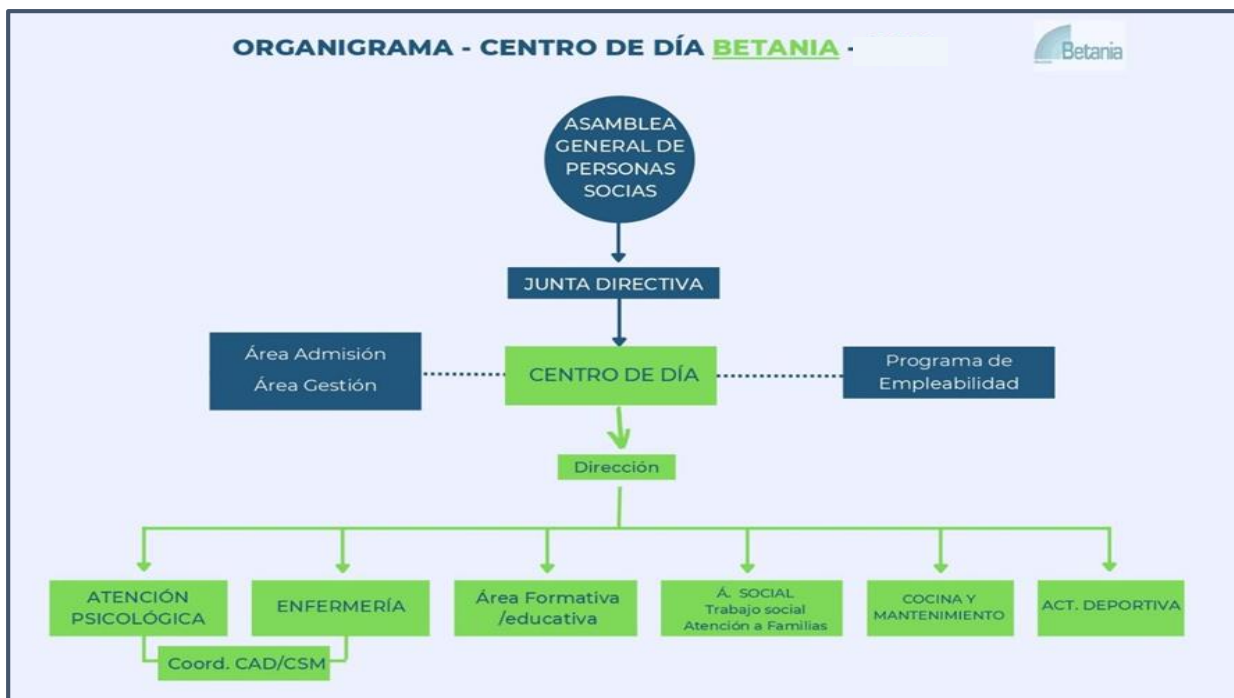 ORGANIGRAMA - CENTRO DE DÍA BETANIA -
Betania
ASAMBLEA
GENERAL DE
PERSONAS
SOCIAS
JUNTA DIRECTIVA
Área Admisión
Área Gestión
CENTRO DE DÍA
Programa de
Empleabilidad
Dirección
ATENCIÓN
PSICOLÓGICA
ENFERMERÍA
Área Formativa
/educativa
Á. SOCIAL
Trabajo social
Atención a Familias
COCINA Y
MANTENIMIENTO
ACT. DEPORTIVA
Coord. CAD/CSM